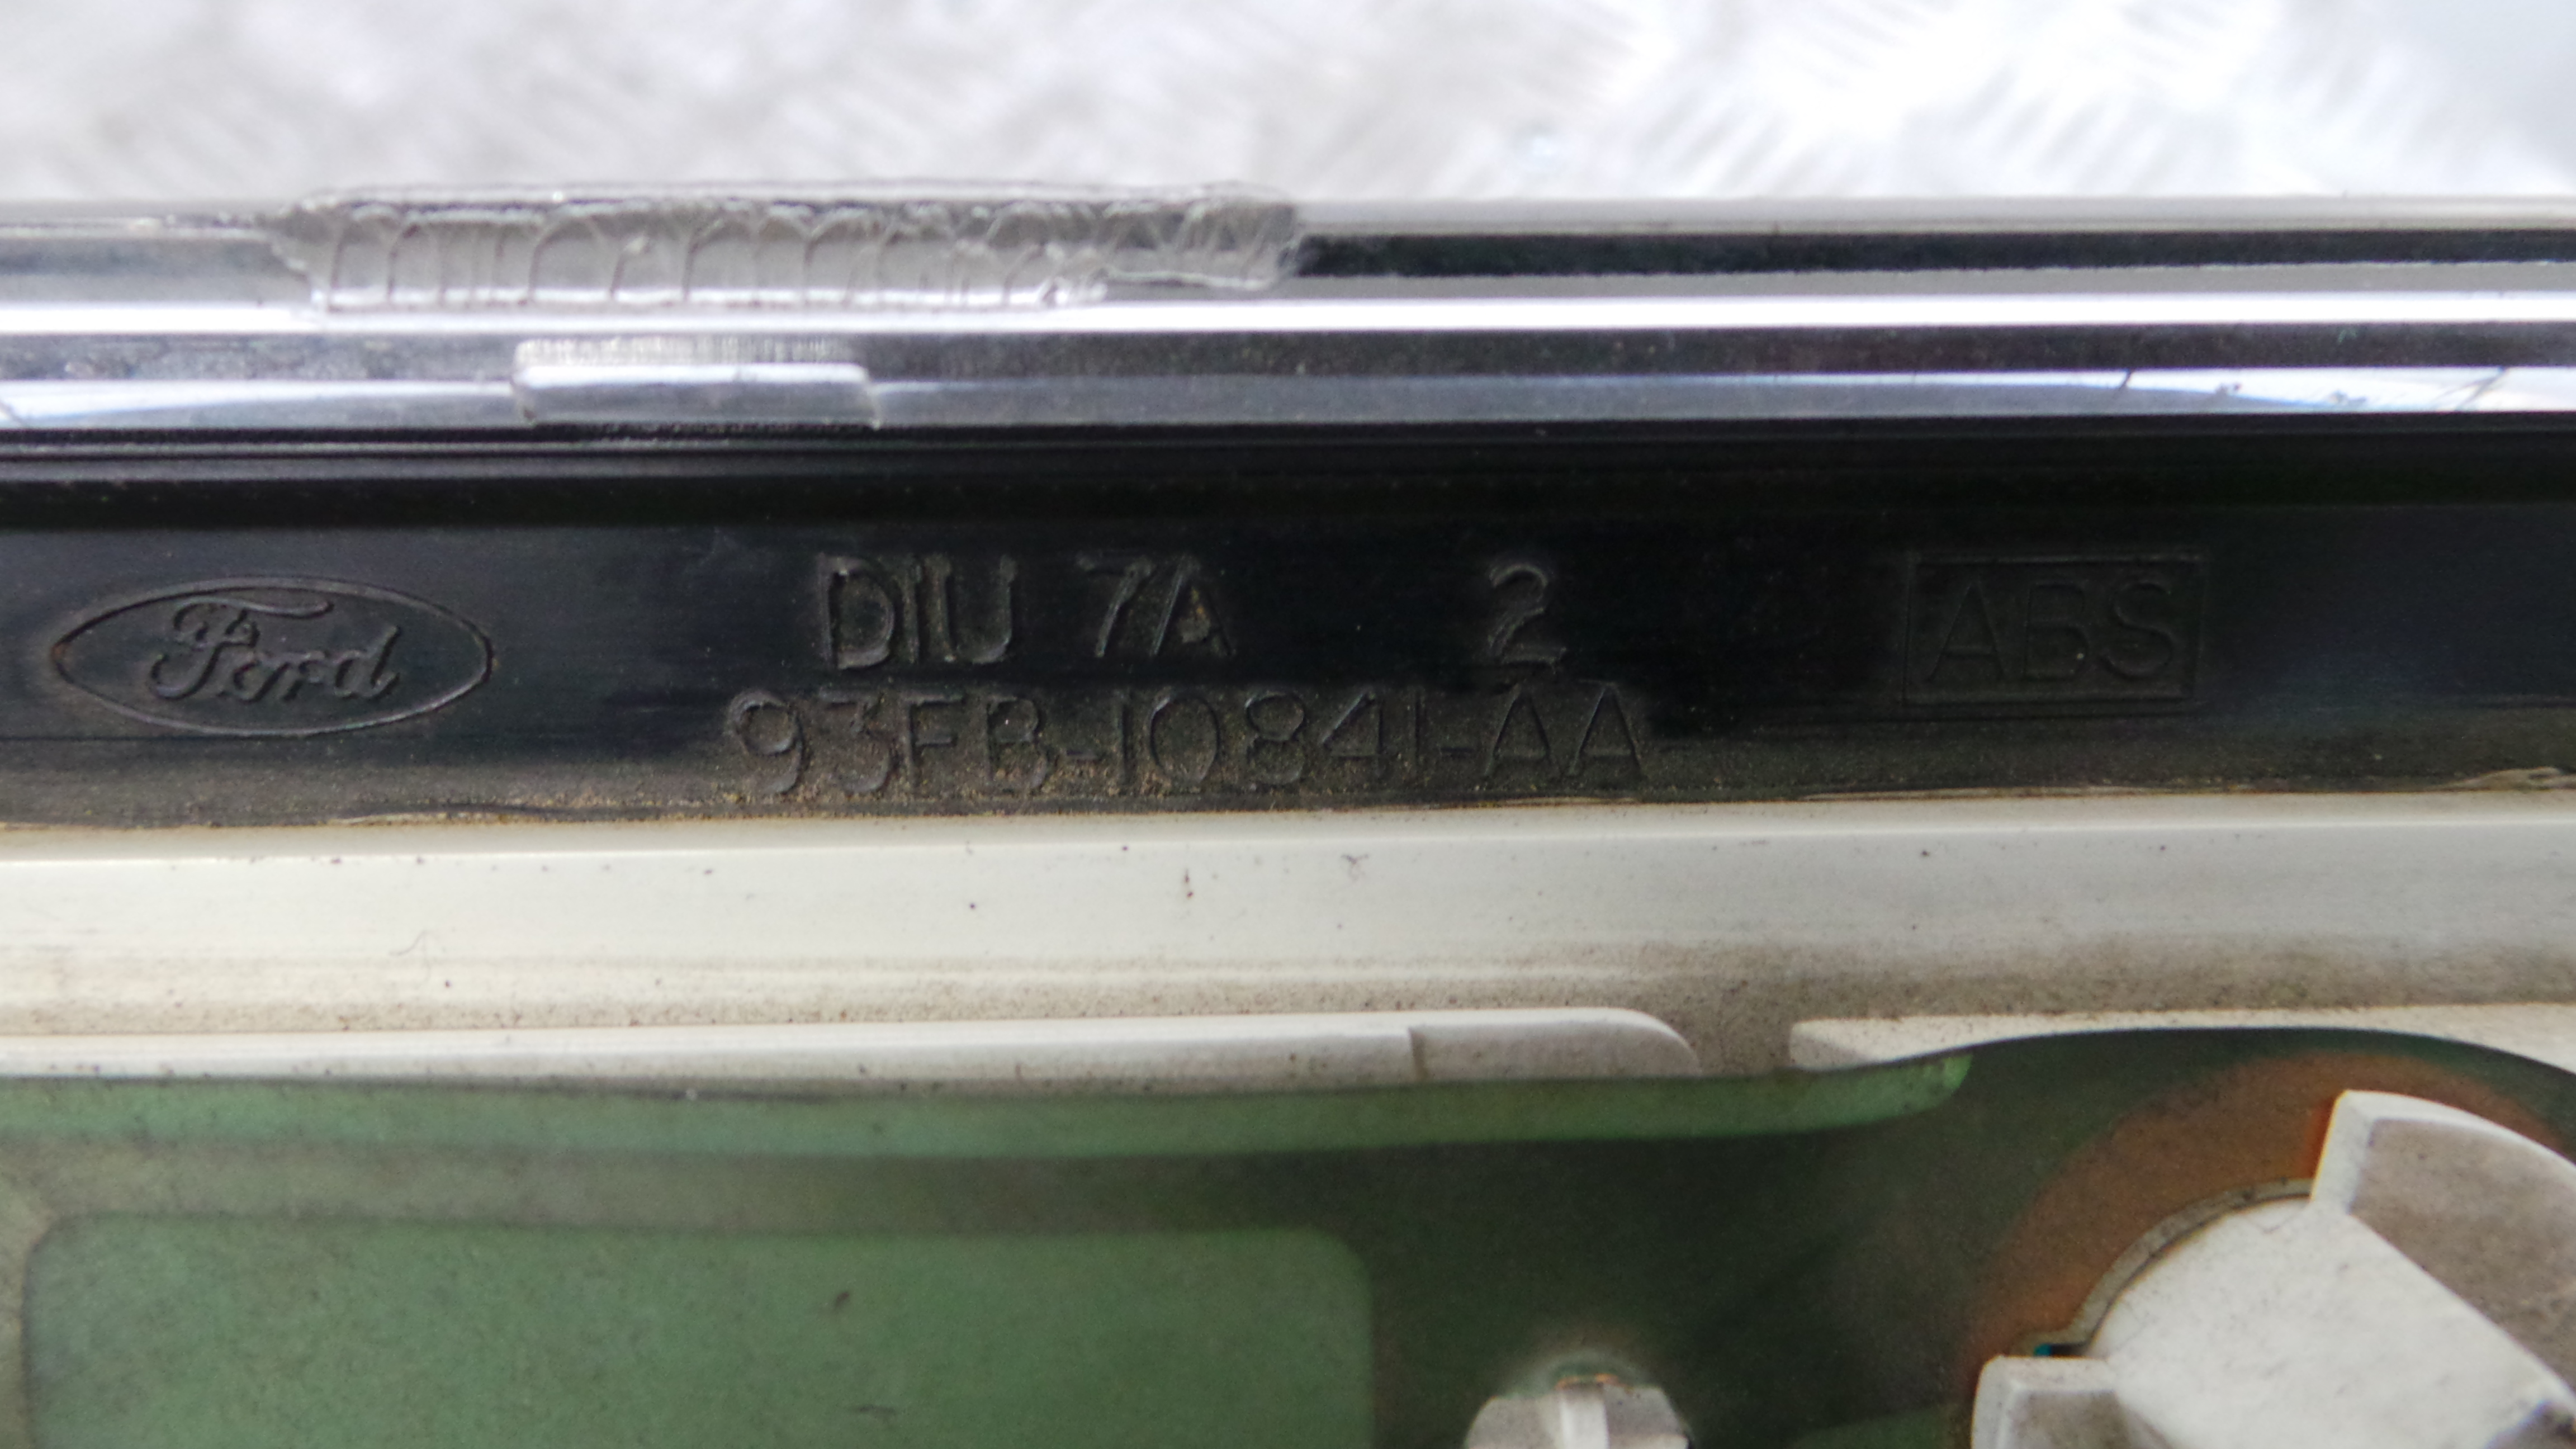 Ford
DIU 7A 2
ABS
93FB-10841-AA